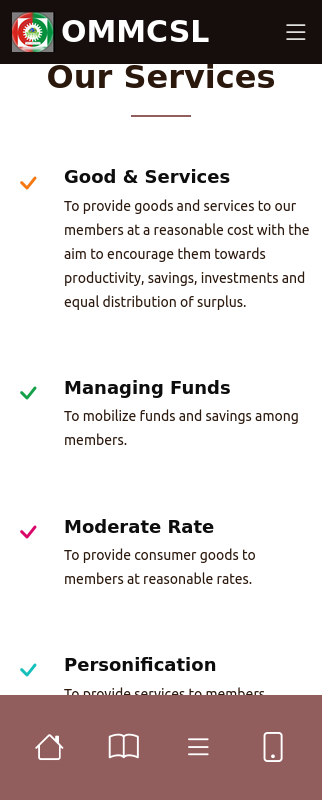 OMMCSL
Our Services
Good & Services
To provide goods and services to our
members at a reasonable cost with the
aim to encourage them towards
productivity, savings, investments and
equal distribution of surplus.
Managing Funds
To mobilize funds and savings among
members.
Moderate Rate
To provide consumer goods to
members at reasonable rates.
Personification
To provide services to members